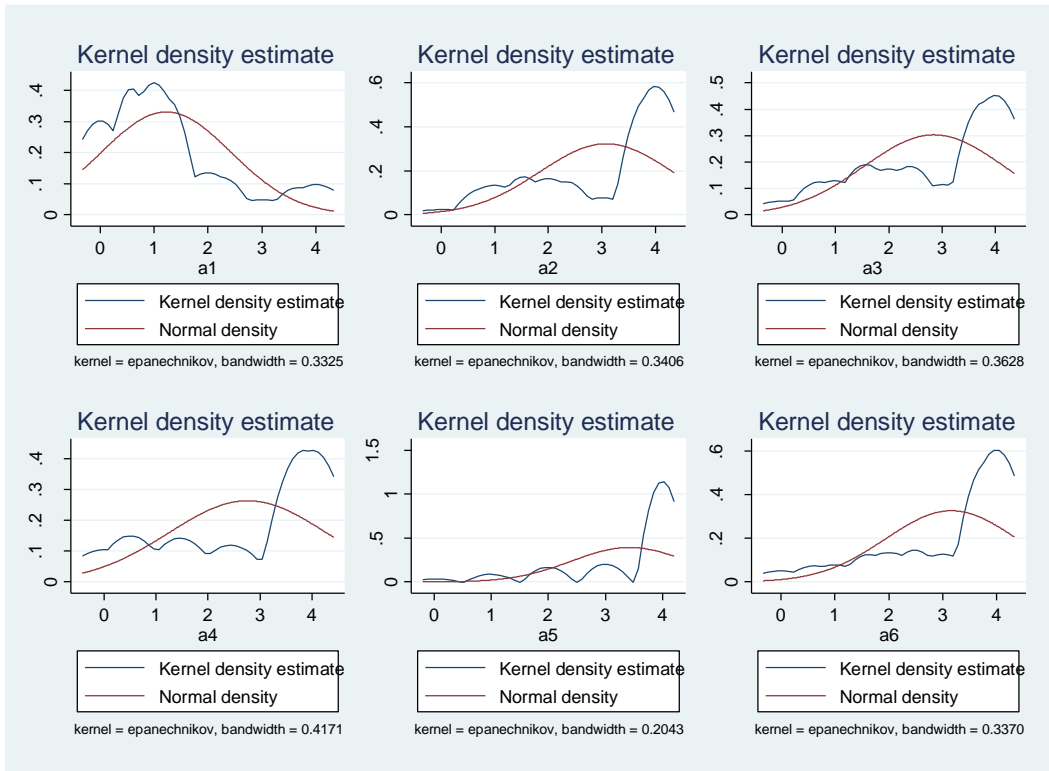 Kernel density estimate
.4
.3
.2
.1
0
0 1 2 3 4
a1
Kernel density estimate
Normal density
kernel = epanechnikov, bandwidth = 0.3325
Kernel density estimate
.6
.4
.2
0
0 1 2 3 4
a2
Kernel density estimate
Normal density
kernel = epanechnikov, bandwidth = 0.3406
Kernel density estimate
.5
.4
.3
.2
.1
0
0 1 2 3 4
a3
Kernel density estimate
Normal density
kernel = epanechnikov, bandwidth = 0.3628
Kernel density estimate
.4
.3
.2
.1
0
0 1 2 3 4
a4
Kernel density estimate
Normal density
kernel = epanechnikov, bandwidth = 0.4171
Kernel density estimate
1.5
1
.5
0
0 1 2 3 4
a5
Kernel density estimate
Normal density
kernel = epanechnikov, bandwidth = 0.2043
Kernel density estimate
.6
.4
.2
0
0 1 2 3 4
a6
Kernel density estimate
Normal density
kernel = epanechnikov, bandwidth = 0.3370